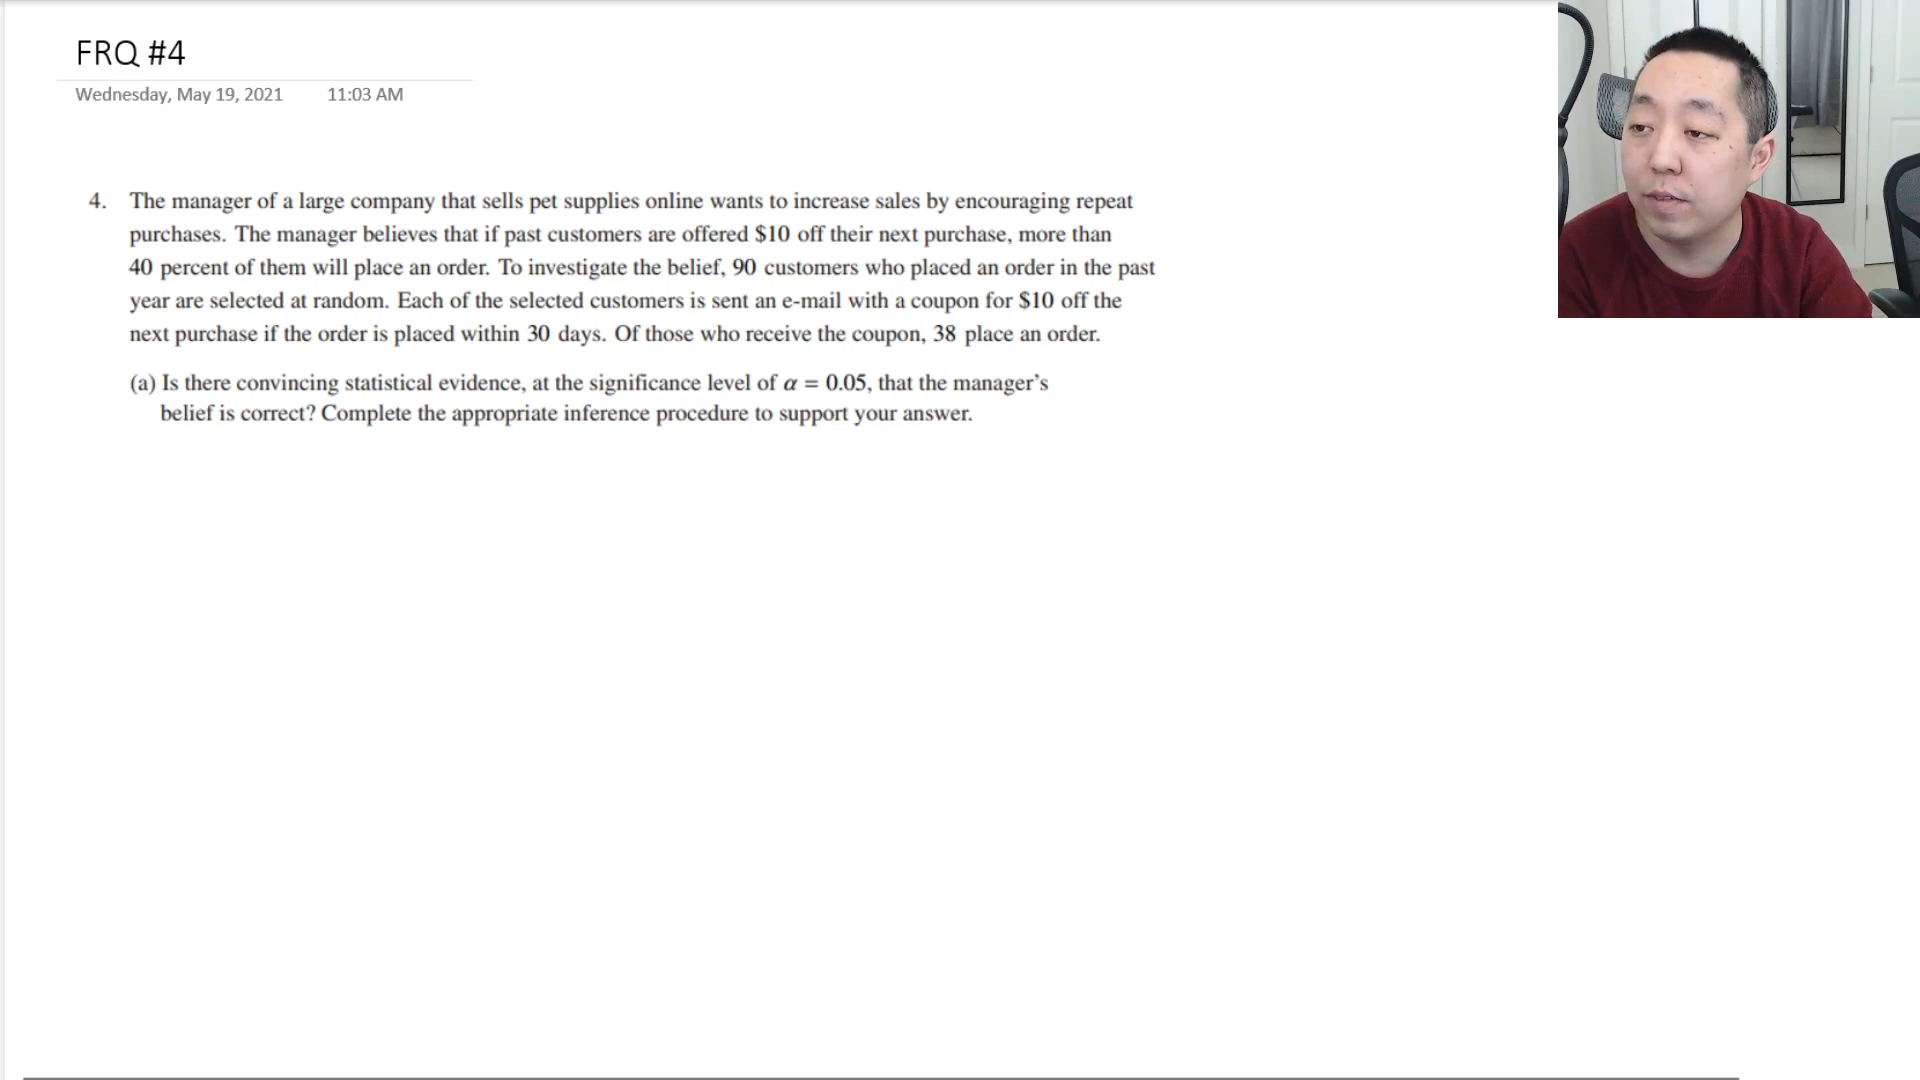 FRQ #4
Wednesday, May 19, 2021 11:03 AM
4. The manager of a large company that sells pet supplies online wants to increase sales by encouraging repeat
purchases. The manager believes that if past customers are offered $10 off their next purchase, more than
40 percent of them will place an order. To investigate the belief, 90 customers who placed an order in the past
year are selected at random. Each of the selected customers is sent an e-mail with a coupon for $10 off the
next purchase if the order is placed within 30 days. Of those who receive the coupon, 38 place an order.
(a) Is there convincing statistical evidence, at the significance level of α = 0.05, that the manager's
belief is correct? Complete the appropriate inference procedure to support your answer.